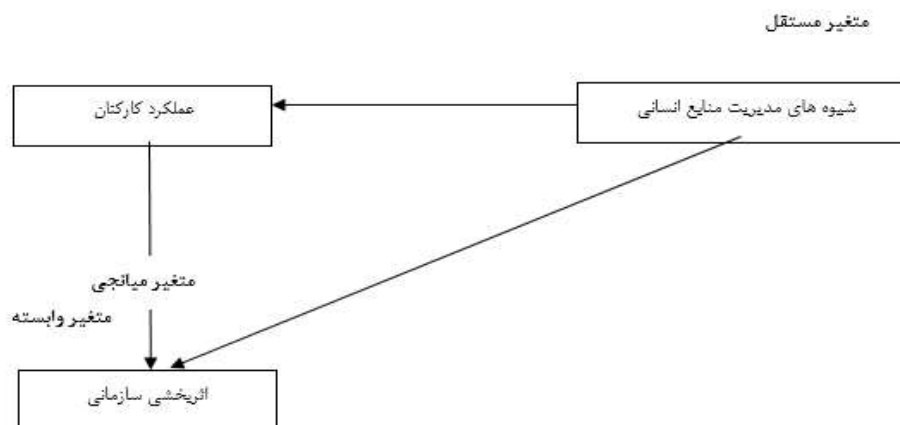 متغیر مستقل
شیوه های مدیریت منابع انسانی
عملکرد کارکنان
متغیر میانجی
متغیر وابسته
اثربخشی سازمانی